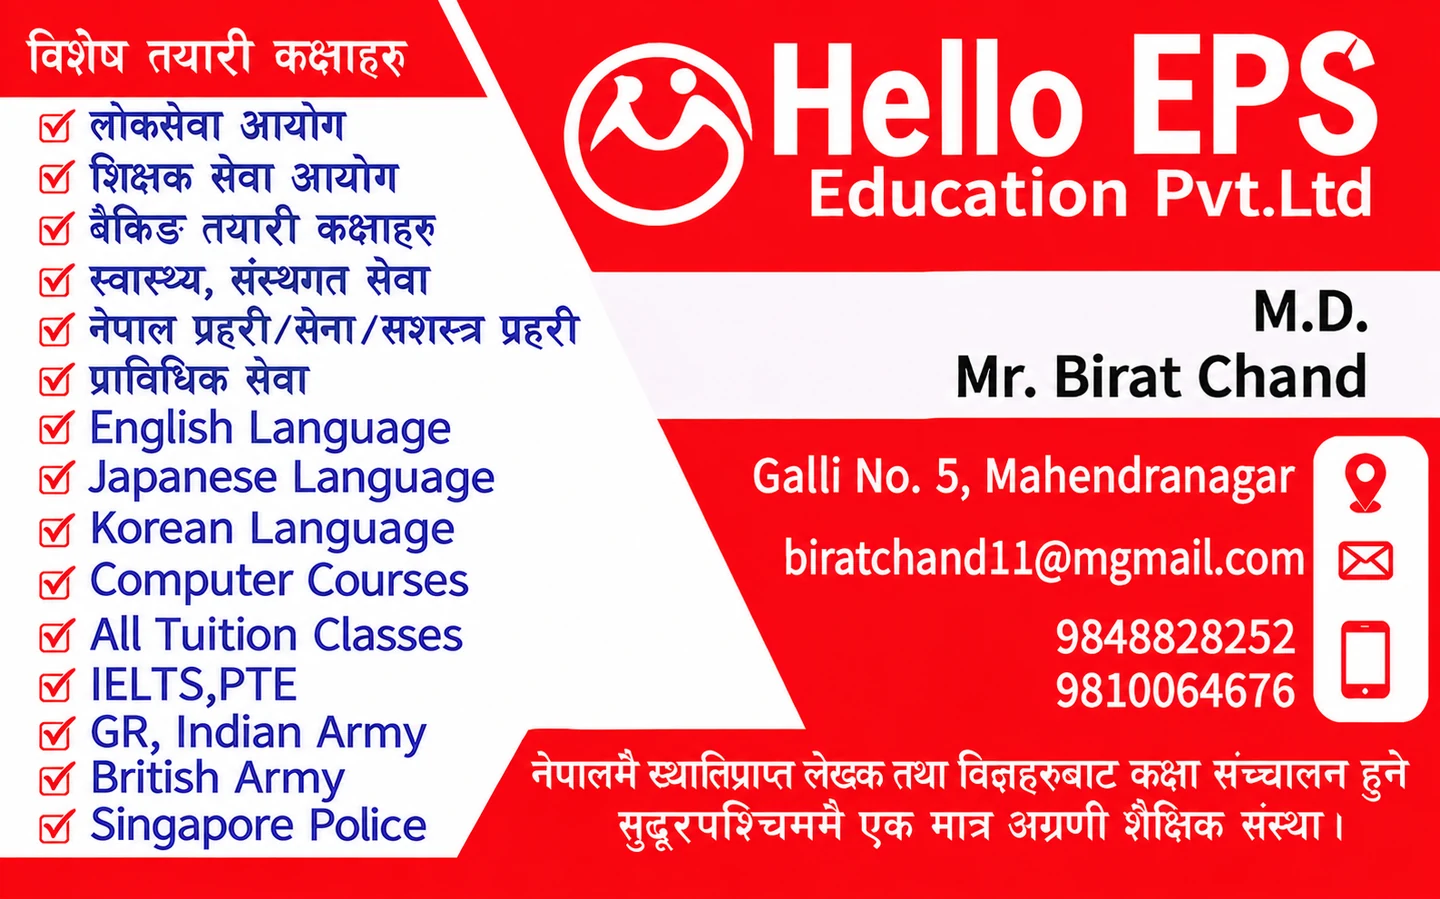 विशेष तयारी कक्षाहरु
लोकसेवा आयोग
शिक्षक सेवा आयोग
बैकिङ तयारी कक्षाहरु
स्वास्थ्य, संस्थगत सेवा
नेपाल प्रहरी/सेना/सशस्त्र प्रहरी
प्राविधिक सेवा
English Language
Japanese Language
Korean Language
Computer Courses
All Tuition Classes
IELTS,PTE
GR, Indian Army
British Army
Singapore Police
Hello EPS
Education Pvt.Ltd
M.D.
Mr. Birat Chand
Galli No. 5, Mahendranagar
biratchand11@mgmail.com
9848828252
9810064676
नेपालमै ख्यातिप्राप्त लेखक तथा विज्ञहरुबाट कक्षा संच्चालन हुने
सुदूरपश्चिममै एक मात्र अग्रणी शैक्षिक संस्था।